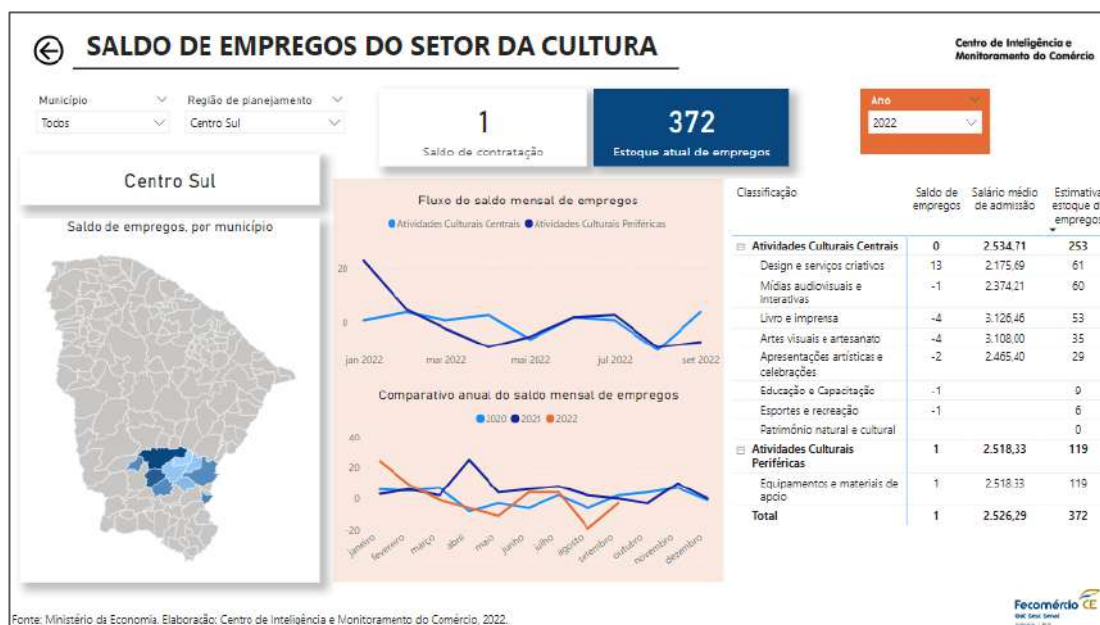 SALDO DE EMPREGOS DO SETOR DA CULTURA
Centro de Inteligência e
Monitoramento do Comércio
Município
Todos
Região de planejamento
Centro Sul
1
Saldo de contratação
372
Estoque atual de empregos
Ano
2022
Centro Sul
Saldo de empregos, por município
Fluxo do saldo mensal de empregos
Atividades Culturais Centrais Atividades Culturais Periféricas
20
0
jan 2022 mar 2022 mai 2022 jul 2022 set 2022
Comparativo anual do saldo mensal de empregos
2020 2021 2022
40
20
0
-20
janeiro fevereiro março abril maio junho julho agosto setembro outubro novembro dezembro
Classificação Saldo de empregos Salário médio de admissão Estimativa estoque d empregos
Atividades Culturais Centrais 0 2.534,71 253
Design e serviços criativos 13 2.175,69 61
Mídias audiovisuais e -1 2.374,21 60
Interativas
Livro e imprensa -4 3.126,46 53
Artes visuais e artesanato -4 3.108,00 35
Apresentações artísticas e -2 2.465,40 29
celebrações
Educação e Capacitação -1 9
Esportes e recreação -1 6
Patrimônio natural e cultural 0
Atividades Culturais 1 2.518,33 119
Periféricas
Equipamentos e materiais de 1 2.518,33 119
apoio
Total 1 2.526,29 372
Fonte: Ministério da Economia. Elaboração: Centro de Inteligência e Monitoramento do Comércio, 2022.
Fecomércio CE
Sesc Senac